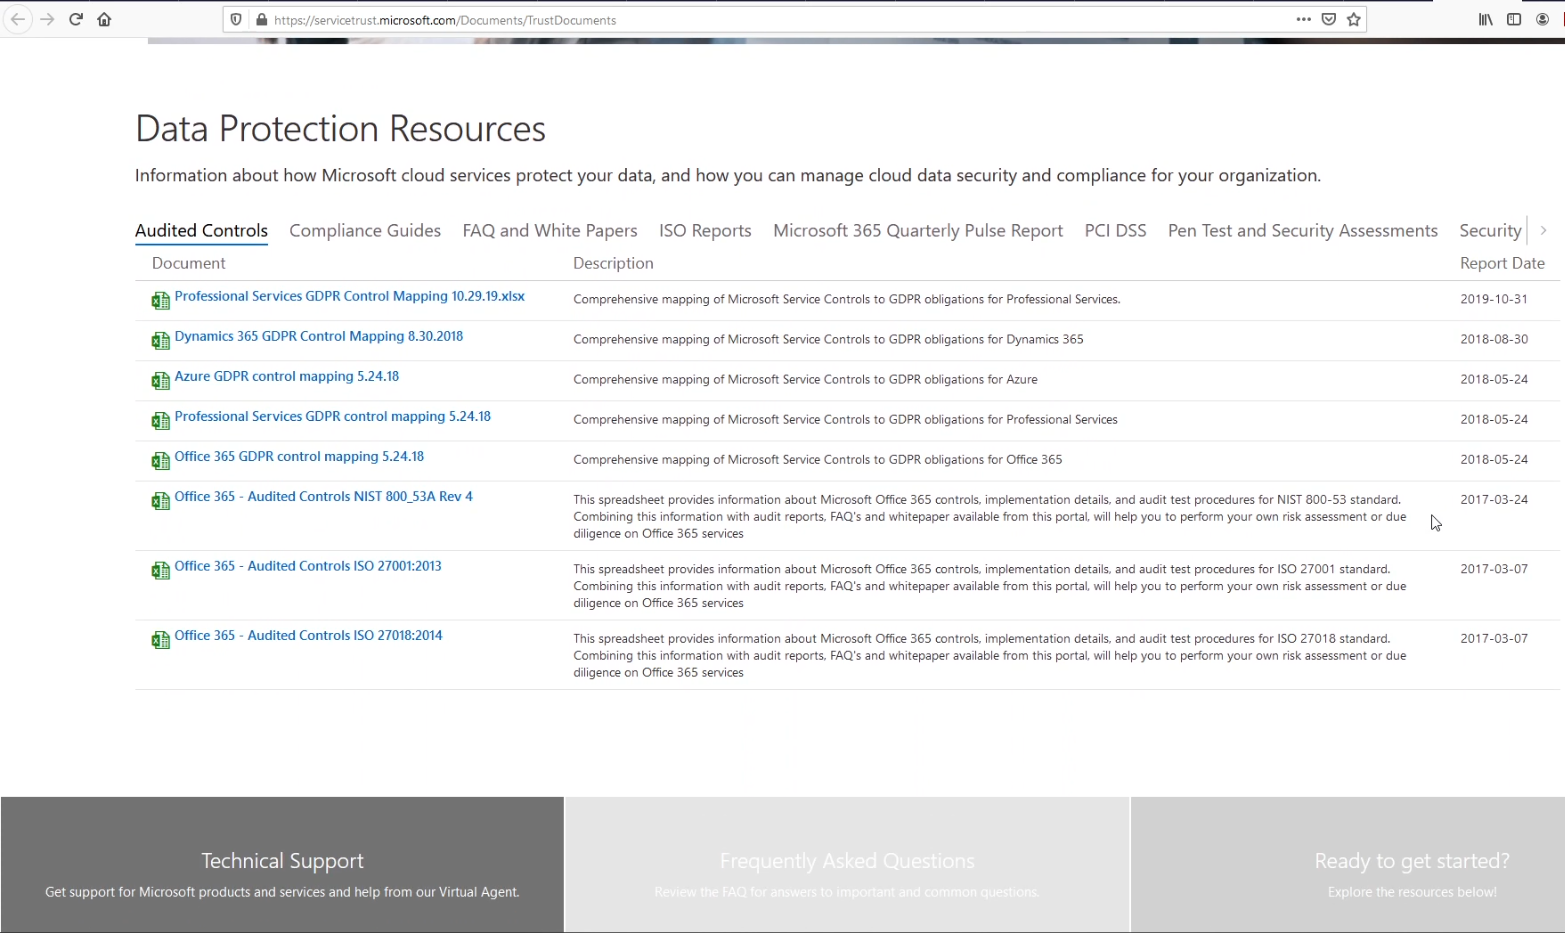 https://servicetrust.microsoft.com/Documents/TrustDocuments
Data Protection Resources
Information about how Microsoft cloud services protect your data, and how you can manage cloud data security and compliance for your organization.
Audited Controls Compliance Guides FAQ and White Papers ISO Reports Microsoft 365 Quarterly Pulse Report PCI DSS Pen Test and Security Assessments Security
Document Description Report Date
Professional Services GDPR Control Mapping 10.29.19.xlsx Comprehensive mapping of Microsoft Service Controls to GDPR obligations for Professional Services. 2019-10-31
Dynamics 365 GDPR Control Mapping 8.30.2018 Comprehensive mapping of Microsoft Service Controls to GDPR obligations for Dynamics 365 2018-08-30
Azure GDPR control mapping 5.24.18 Comprehensive mapping of Microsoft Service Controls to GDPR obligations for Azure 2018-05-24
Professional Services GDPR control mapping 5.24.18 Comprehensive mapping of Microsoft Service Controls to GDPR obligations for Professional Services 2018-05-24
Office 365 GDPR control mapping 5.24.18 Comprehensive mapping of Microsoft Service Controls to GDPR obligations for Office 365 2018-05-24
Office 365 - Audited Controls NIST 800_53A Rev 4 This spreadsheet provides information about Microsoft Office 365 controls, implementation details, and audit test procedures for NIST 800-53 standard. 2017-03-24
Combining this information with audit reports, FAQ's and whitepaper available from this portal, will help you to perform your own risk assessment or due
diligence on Office 365 services
Office 365 - Audited Controls ISO 27001:2013 This spreadsheet provides information about Microsoft Office 365 controls, implementation details, and audit test procedures for ISO 27001 standard. 2017-03-07
Combining this information with audit reports, FAQ's and whitepaper available from this portal, will help you to perform your own risk assessment or due
diligence on Office 365 services
Office 365 - Audited Controls ISO 27018:2014 This spreadsheet provides information about Microsoft Office 365 controls, implementation details, and audit test procedures for ISO 27018 standard. 2017-03-07
Combining this information with audit reports, FAQ's and whitepaper available from this portal, will help you to perform your own risk assessment or due
diligence on Office 365 services
Technical Support Frequently Asked Questions Ready to get started?
Get support for Microsoft products and services and help from our Virtual Agent. Review the FAQ for answers to important and common questions. Explore the resources below!